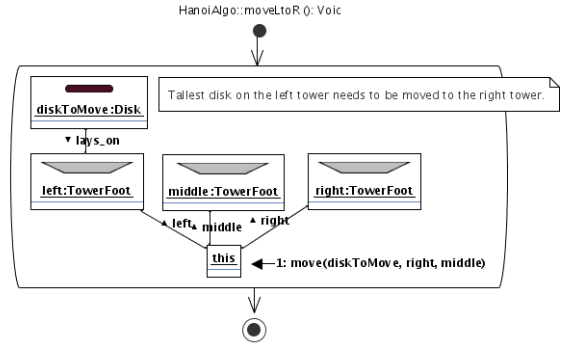 HanoiAlgo::moveLtoR (): Voic
Tallest disk on the left tower needs to be moved to the right tower.
diskToMove :Disk
▼ lays_on
left:TowerFoot
middle:TowerFoot
right:TowerFoot
▲ left
▲ middle
▲ right
this
1: move(diskToMove, right, middle)